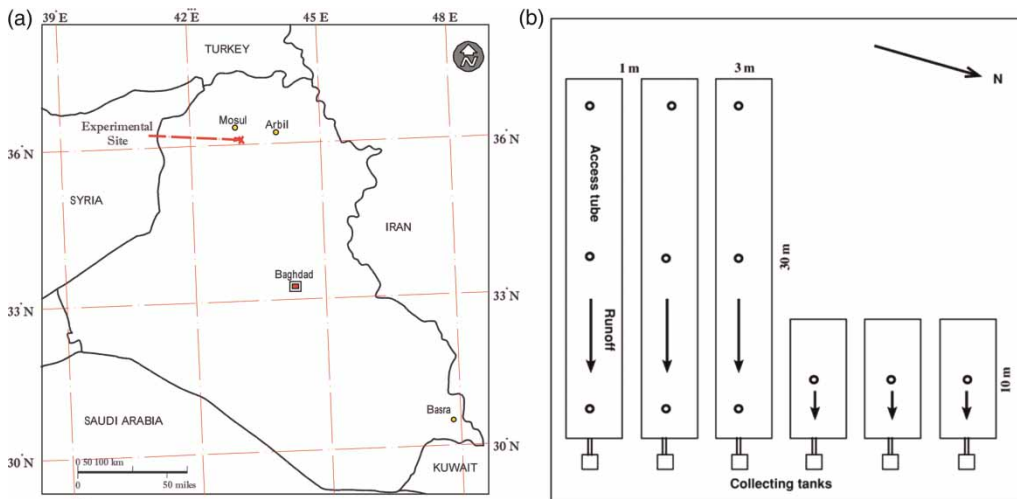 (a)
39°E
42°E
45°E
48°E
TURKEY
N
Mosul
Arbil
Experimental
Site
36°N
36°N
SYRIA
IRAN
Baghdad
33°N
33°N
SAUDI ARABIA
Basra
KUWAIT
30°N
30°N
0 50 100 km
50 miles
(b)
N
1 m
3 m
Access tube
30 m
Runoff
10 m
Collecting tanks